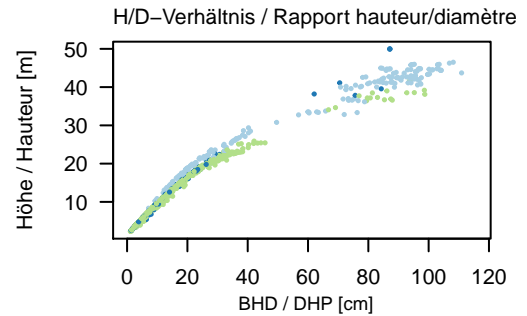 H/D−Verhältnis / Rapport hauteur/diamètre
Höhe / Hauteur [m]
50
40
30
20
10
0 20 40 60 80 100 120
BHD / DHP [cm]